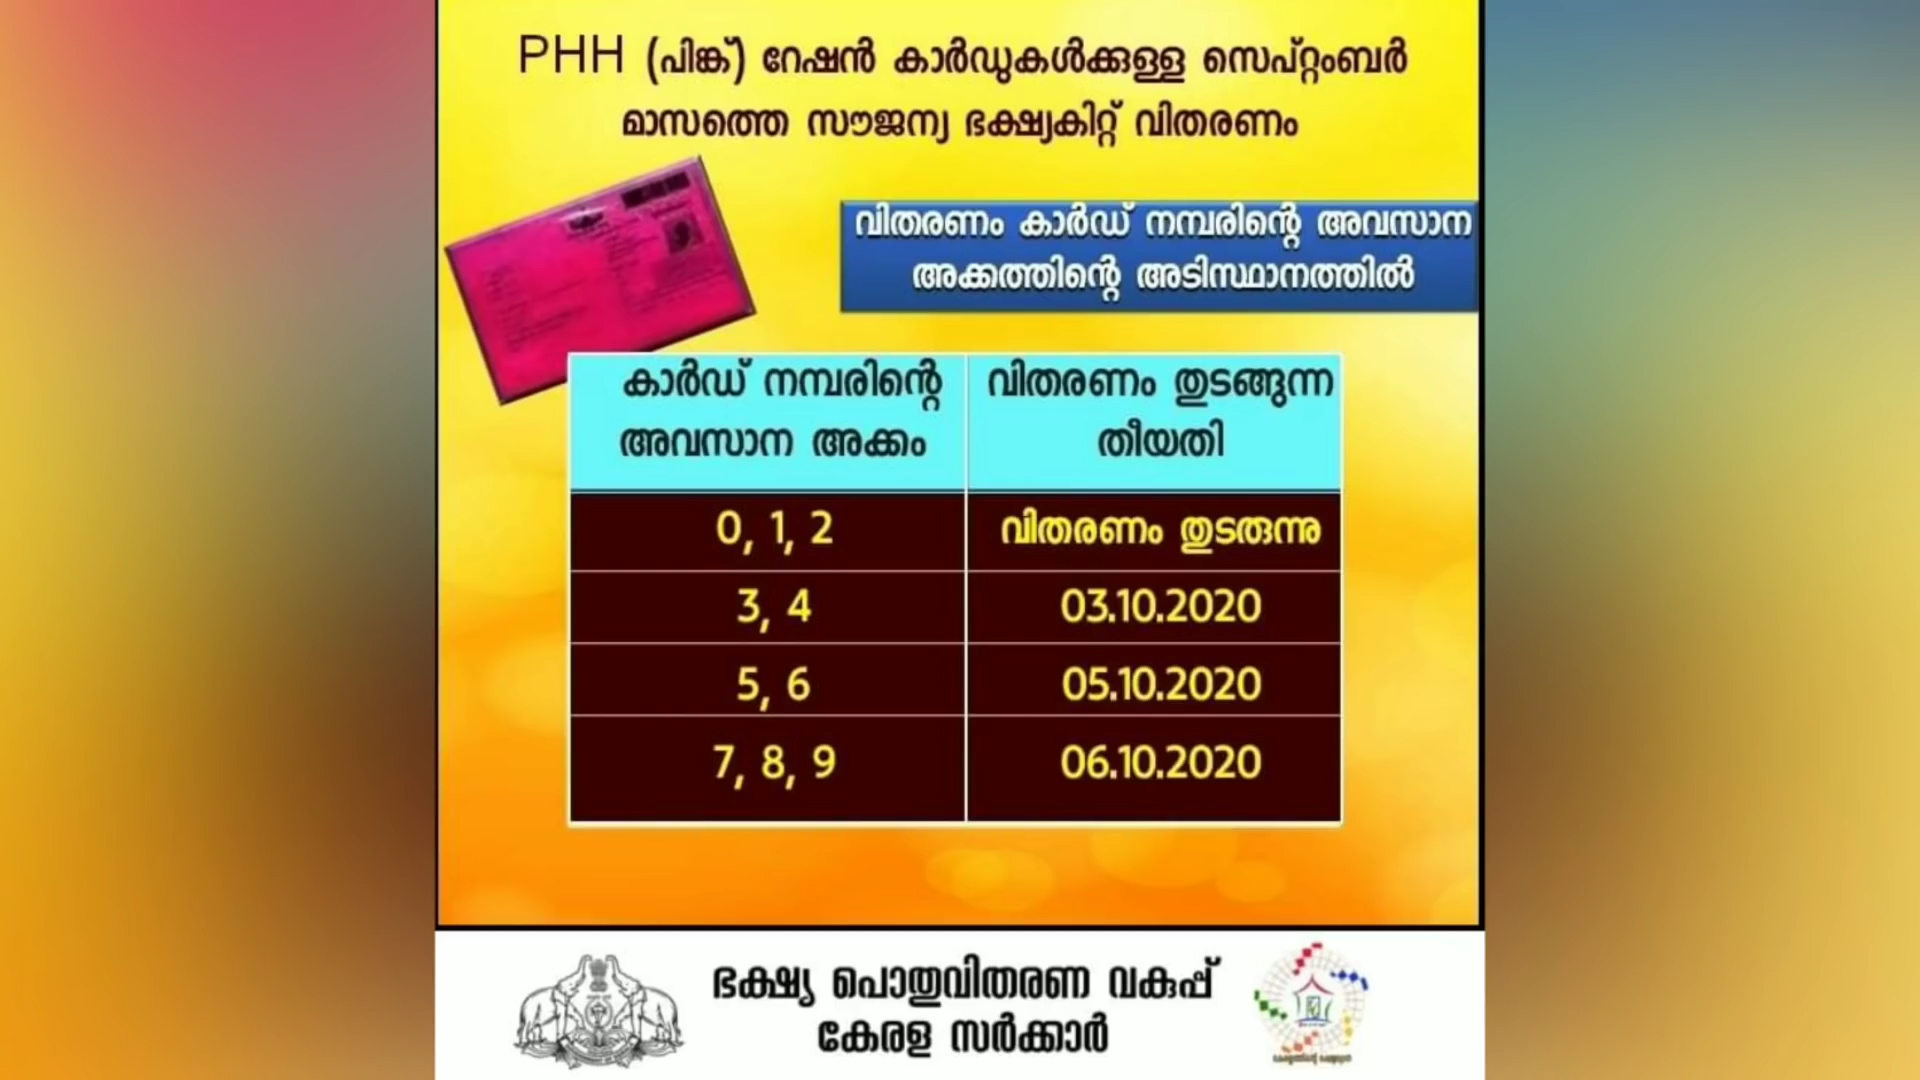 PHH (പിങ്ക്) റേഷൻ കാർഡുകൾക്കുള്ള സെപ്റ്റംബർ
മാസത്തെ സൗജന്യ ഭക്ഷ്യകിറ്റ് വിതരണം
വിതരണം കാർഡ് നമ്പരിന്റെ അവസാന
അക്കത്തിന്റെ അടിസ്ഥാനത്തിൽ
കാർഡ് നമ്പരിന്റെ
അവസാന അക്കം
വിതരണം തുടങ്ങുന്ന
തീയതി
0, 1, 2 വിതരണം തുടരുന്നു
3, 4 03.10.2020
5, 6 05.10.2020
7, 8, 9 06.10.2020
ഭക്ഷ്യ പൊതുവിതരണ വകുപ്പ്
കേരള സർക്കാർ